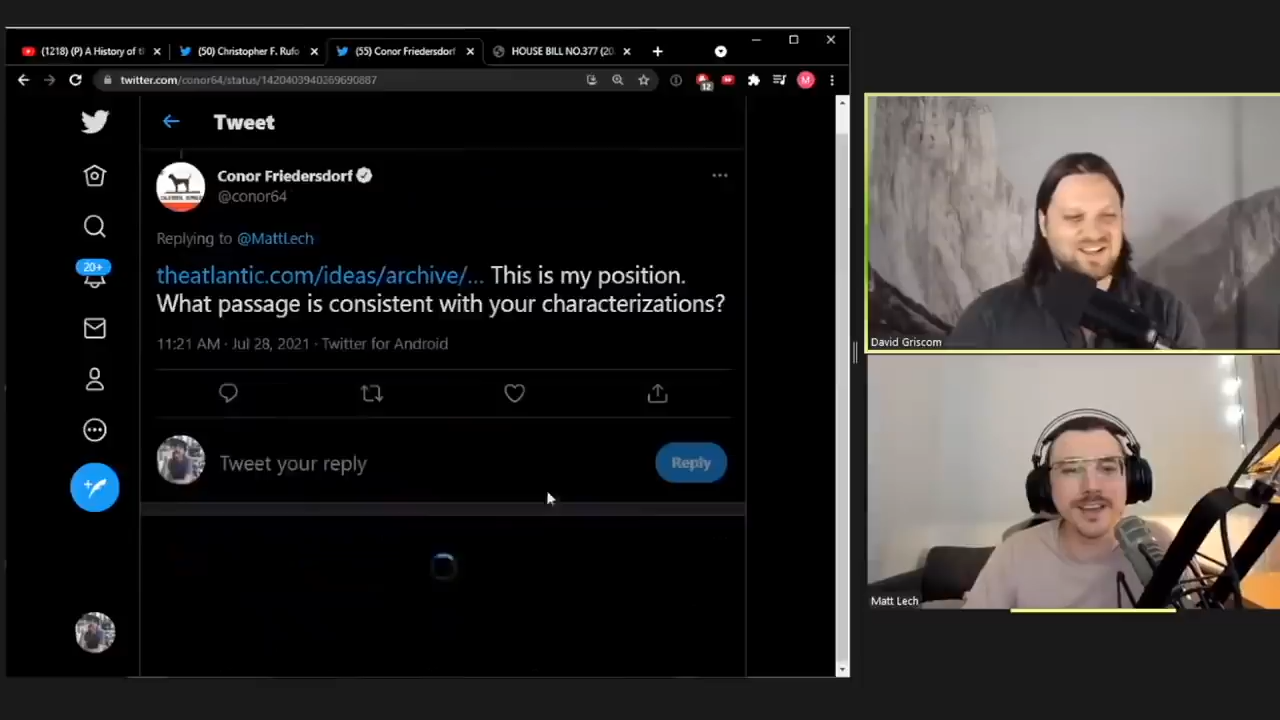 (1218) (P) A History of t
(50) Christopher F. Rufo
(55) Conor Friedersdorf
HOUSE BILL NO.377 (20
twitter.com/conor64/status/1420403940269690887
12
M
Tweet
Conor Friedersdorf
@conor64
Replying to @MattLech
theatlantic.com/ideas/archive/... This is my position.
What passage is consistent with your characterizations?
11:21 AM · Jul 28, 2021 · Twitter for Android
20+
Tweet your reply
Reply
David Griscom
Matt Lech